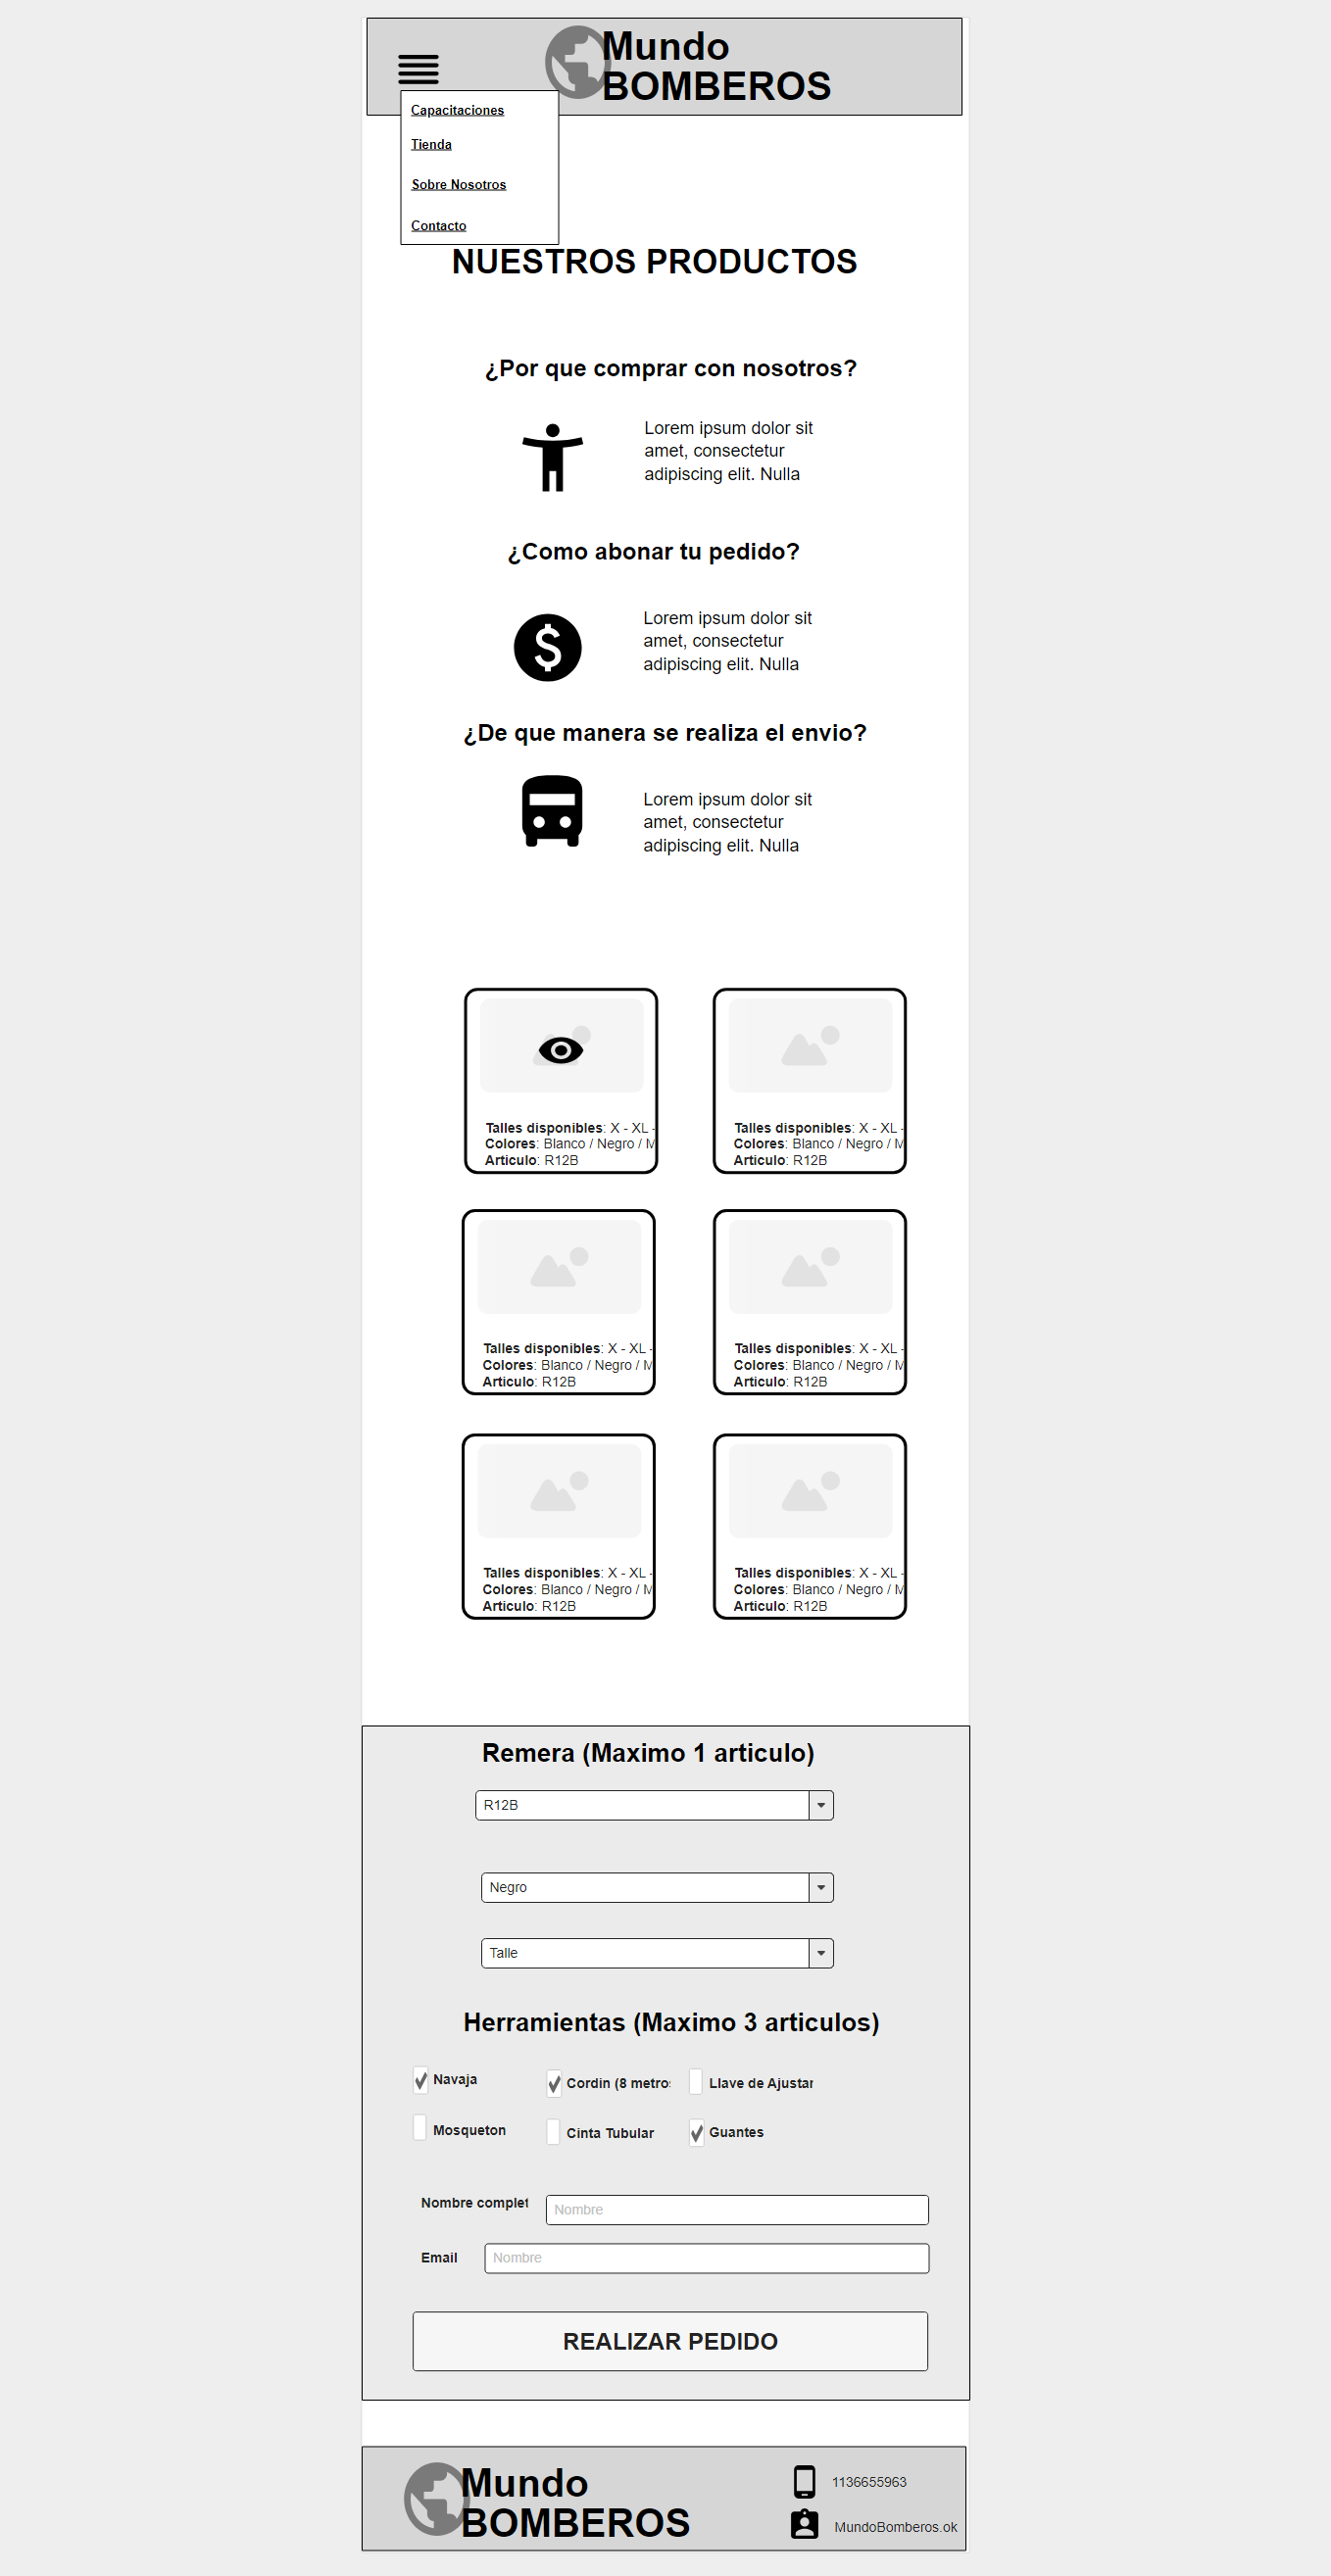 Mundo
BOMBEROS
Capacitaciones
Tienda
Sobre Nosotros
Contacto
NUESTROS PRODUCTOS
¿Por que comprar con nosotros?
Lorem ipsum dolor sit
amet, consectetur
adipiscing elit. Nulla
¿Como abonar tu pedido?
Lorem ipsum dolor sit
amet, consectetur
adipiscing elit. Nulla
¿De que manera se realiza el envio?
Lorem ipsum dolor sit
amet, consectetur
adipiscing elit. Nulla
Talles disponibles: X - XL -
Colores: Blanco / Negro / M
Articulo: R12B
Talles disponibles: X - XL -
Colores: Blanco / Negro / M
Articulo: R12B
Talles disponibles: X - XL -
Colores: Blanco / Negro / M
Articulo: R12B
Talles disponibles: X - XL -
Colores: Blanco / Negro / M
Articulo: R12B
Talles disponibles: X - XL -
Colores: Blanco / Negro / M
Articulo: R12B
Talles disponibles: X - XL -
Colores: Blanco / Negro / M
Articulo: R12B
Remera (Maximo 1 articulo)
R12B
Negro
Talle
Herramientas (Maximo 3 articulos)
Navaja
Cordin (8 metro
Llave de Ajustar
Mosqueton
Cinta Tubular
Guantes
Nombre complet
Nombre
Email
Nombre
REALIZAR PEDIDO
Mundo
BOMBEROS
1136655963
MundoBomberos.ok